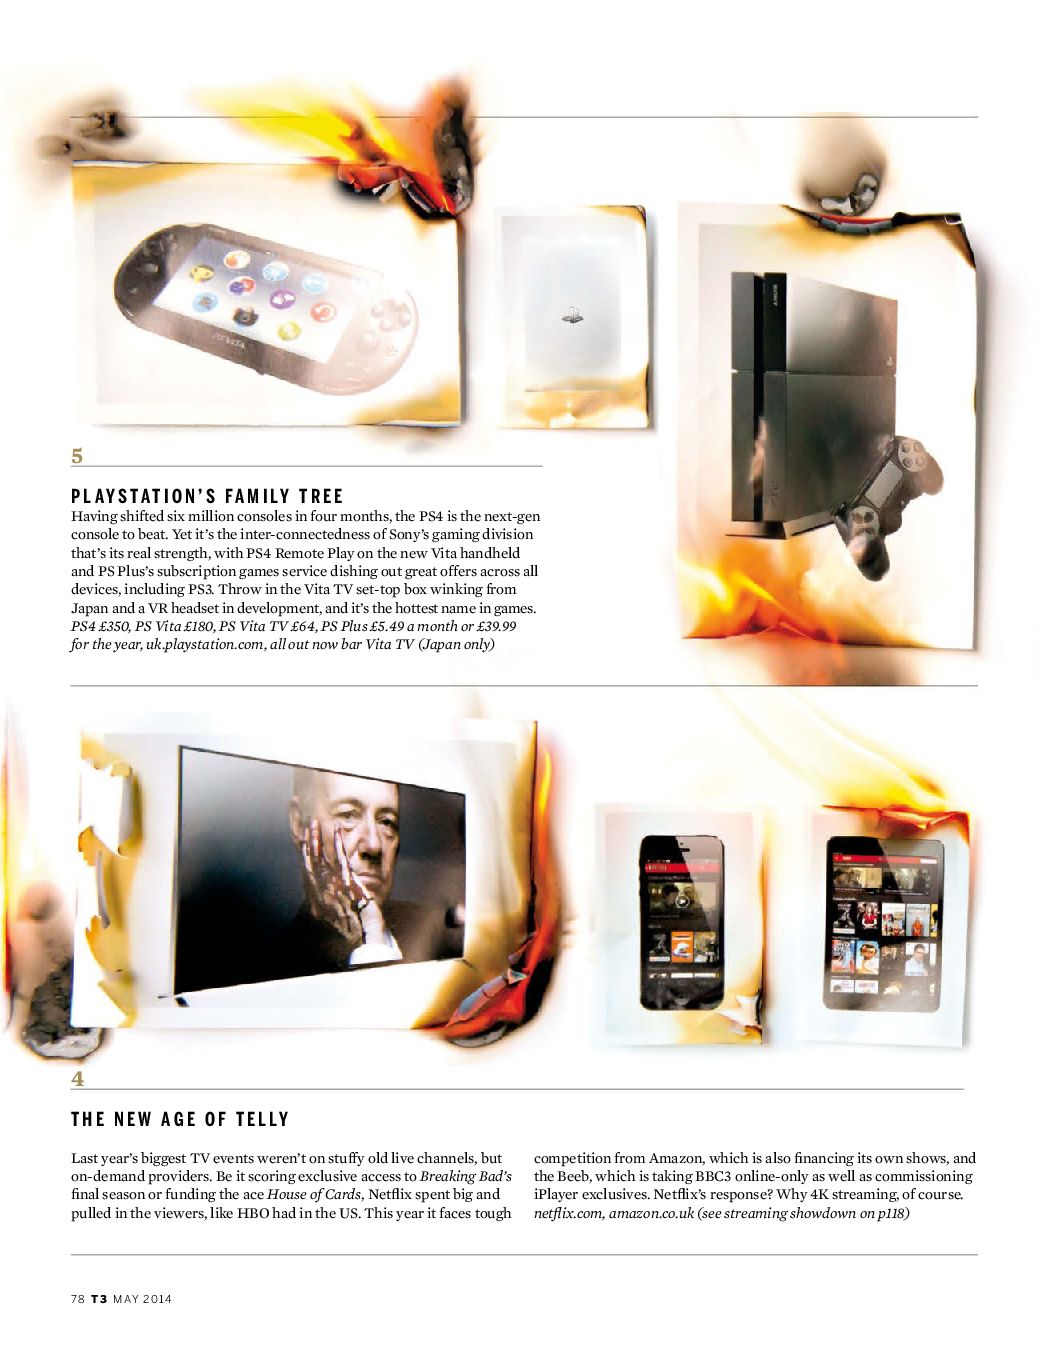 5
PLAYSTATION’S FAMILY TREE
Having shifted six million consoles in four months, the PS4 is the next-gen
console to beat. Yet it’s the inter-connectedness of Sony’s gaming division
that’s its real strength, with PS4 Remote Play on the new Vita handheld
and PS Plus’s subscription games service dishing out great offers across all
devices, including PS3. Throw in the Vita TV set-top box winking from
Japan and a VR headset in development, and it’s the hottest name in games.
PS4 £350, PS Vita £180, PS Vita TV £64, PS Plus £5.49 a month or £39.99
for the year, uk.playstation.com, all out now bar Vita TV (Japan only)
PSVITA
SONY
PS4
4
THE NEW AGE OF TELLY
Last year’s biggest TV events weren’t on stuffy old live channels, but
on-demand providers. Be it scoring exclusive access to Breaking Bad’s
final season or funding the ace House of Cards, Netflix spent big and
pulled in the viewers, like HBO had in the US. This year it faces tough
competition from Amazon, which is also financing its own shows, and
the Beeb, which is taking BBC3 online-only as well as commissioning
iPlayer exclusives. Netflix’s response? Why 4K streaming, of course.
netflix.com, amazon.co.uk (see streaming showdown on p118)
78 T3 MAY 2014